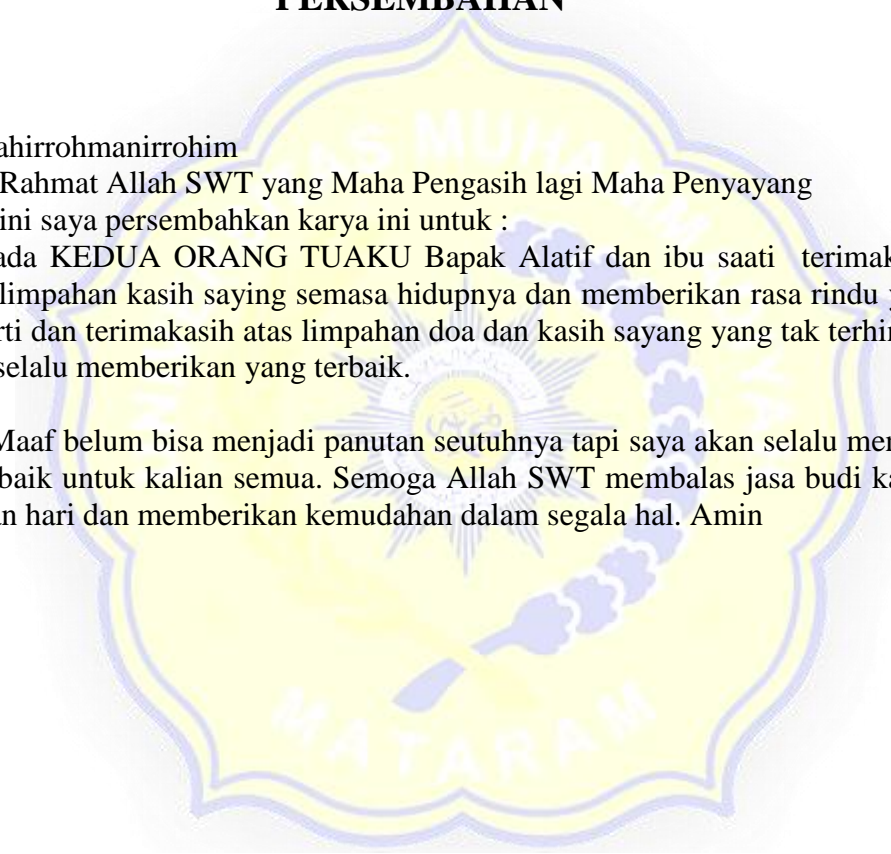 PERSEMBAHAN
ahirrohmanirrohim
Rahmat Allah SWT yang Maha Pengasih lagi Maha Penyayang
ini saya persembahkan karya ini untuk :
ada KEDUA ORANG TUAKU Bapak Alatif dan ibu saati terimak
limpahan kasih saying semasa hidupnya dan memberikan rasa rindu
rti dan terimakasih atas limpahan doa dan kasih sayang yang tak terhi
selalu memberikan yang terbaik.
Maaf belum bisa menjadi panutan seutuhnya tapi saya akan selalu men
baik untuk kalian semua. Semoga Allah SWT membalas jasa budi ka
an hari dan memberikan kemudahan dalam segala hal. Amin
MATARAM